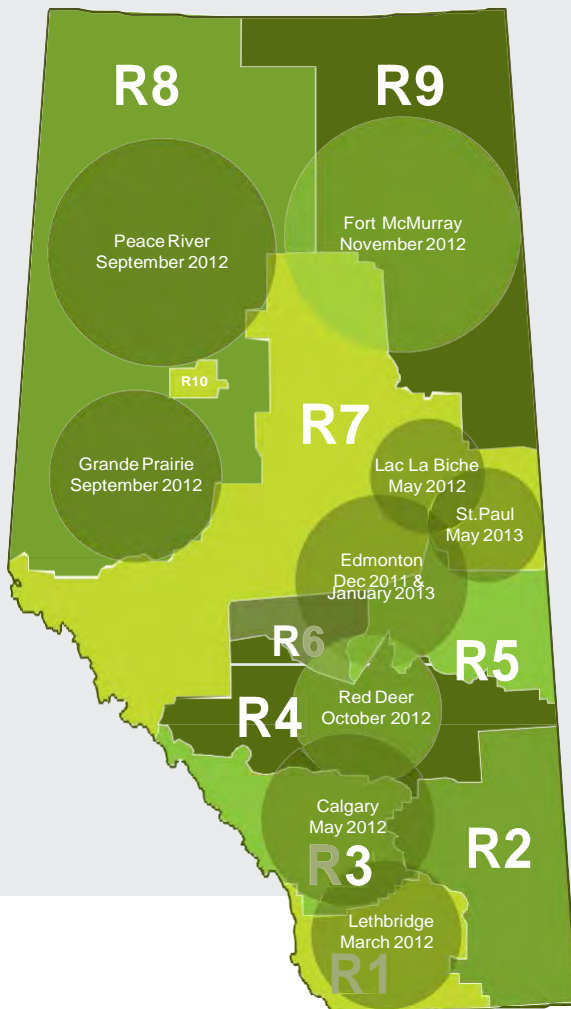 R8
R9
Peace River
September 2012
Fort McMurray
November 2012
R10
R7
Grande Prairie
September 2012
Lac La Biche
May 2012
St.Paul
May 2013
Edmonton
Dec 2011 &
January 2013
R6
R5
Red Deer
October 2012
R4
Calgary
May 2012
R3
R2
Lethbridge
March 2012
R1